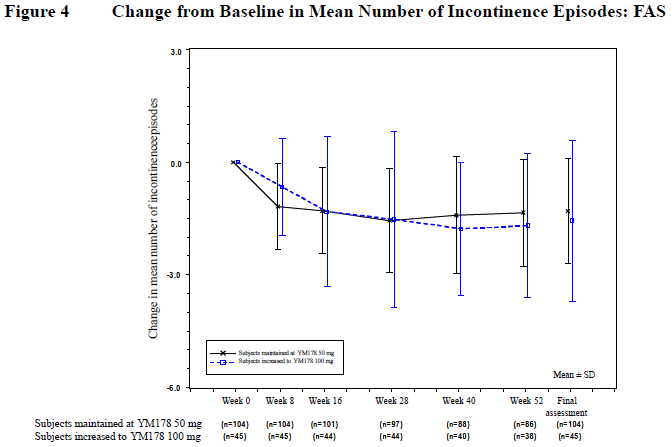 Figure 4 Change from Baseline in Mean Number of Incontinence Episodes: FAS
Change in mean number of incontinence episodes
3.0
0.0
-3.0
-6.0
Subjects maintained at YM178 50 mg
Subjects increased to YM178 100 mg
Mean ± SD
Week 0 Week 8 Week 16 Week 28 Week 40 Week 52 Final
assessment
Subjects maintained at YM178 50 mg (n=104) (n=104) (n=101) (n=97) (n=88) (n=86) (n=104)
Subjects increased to YM178 100 mg (n=45) (n=45) (n=44) (n=44) (n=40) (n=38) (n=45)